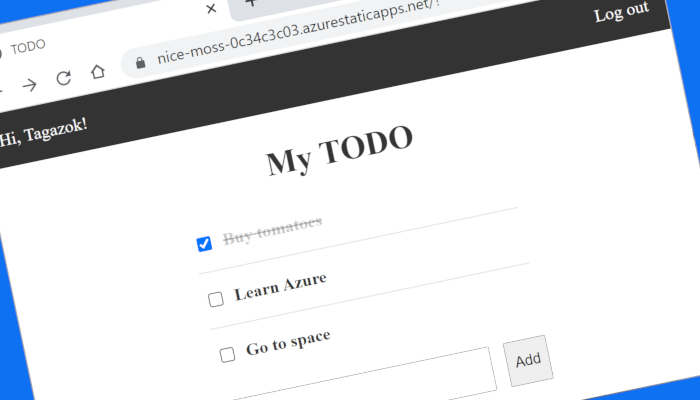 TODO
nice-moss-0c34c3c03.azurestaticapps.net/?
Hi, Tagazok!
Log out
My TODO
Buy tomatoes
Learn Azure
Go to space
Add